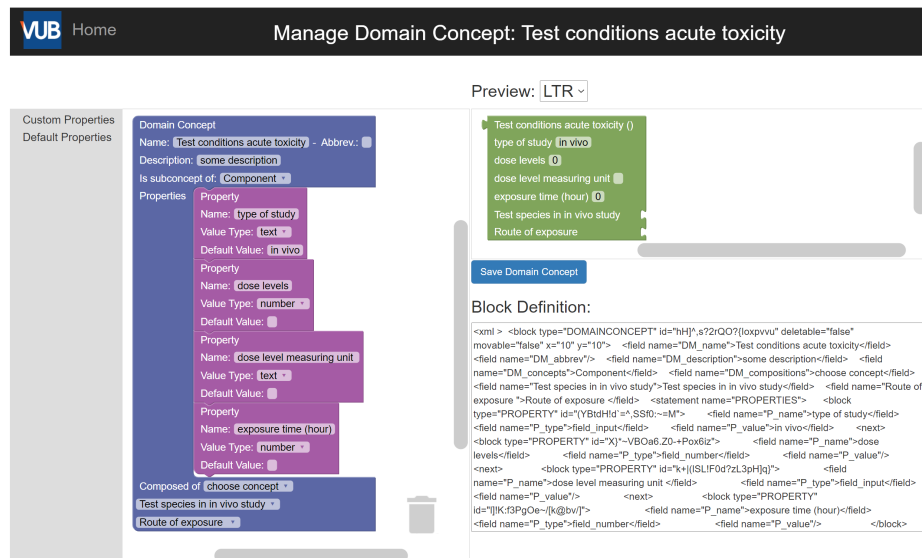 VUB Home
Manage Domain Concept: Test conditions acute toxicity
Preview: LTR
Custom Properties
Default Properties
Domain Concept
Name: Test conditions acute toxicity - Abbrev.:
Description: some description
Is subconcept of: Component
Properties
Property
Name: type of study
Value Type: text
Default Value: in vivo
Property
Name: dose levels
Value Type: number
Default Value:
Property
Name: dose level measuring unit
Value Type: text
Default Value:
Property
Name: exposure time (hour)
Value Type: number
Default Value:
Composed of choose concept
Test species in in vivo study
Route of exposure
Test conditions acute toxicity ()
type of study in vivo
dose levels 0
dose level measuring unit
exposure time (hour) 0
Test species in in vivo study
Route of exposure
Save Domain Concept
Block Definition:
<xml > <block type="DOMAINCONCEPT" id="hH]^,s?2rQO?{Ioxpvvu" deletable="false"
movable="false" x="10" y="10"> <field name="DM_name">Test conditions acute toxicity</field>
<field name="DM_abbrev"/> <field name="DM_description">some description</field> <field
name="DM_concepts">Component</field> <field name="DM_compositions">choose concept</field>
<field name="Test species in in vivo study">Test species in in vivo study</field> <field name="Route of
exposure ">Route of exposure </field> <statement name="PROPERTIES"> <block
type="PROPERTY" id="(YBtdH!d`=^,SSf0:~=M"> <field name="P_name">type of study</field>
<field name="P_type">field_input</field> <field name="P_value">in vivo</field> <next>
<block type="PROPERTY" id="X}*~VBOa6.Z0-+Pox6iz"> <field name="P_name">dose
levels</field> <field name="P_type">field_number</field> <field name="P_value"/>
<next> <block type="PROPERTY" id="k+|(lSL!F0d?zL3pH]q)"> <field
name="P_name">dose level measuring unit </field> <field name="P_type">field_input</field>
<field name="P_value"/> <next> <block type="PROPERTY"
id="l]!K:f3PgOe~/[k@bv/]"> <field name="P_name">exposure time (hour)</field>
<field name="P_type">field_number</field> <field name="P_value"/> </block>